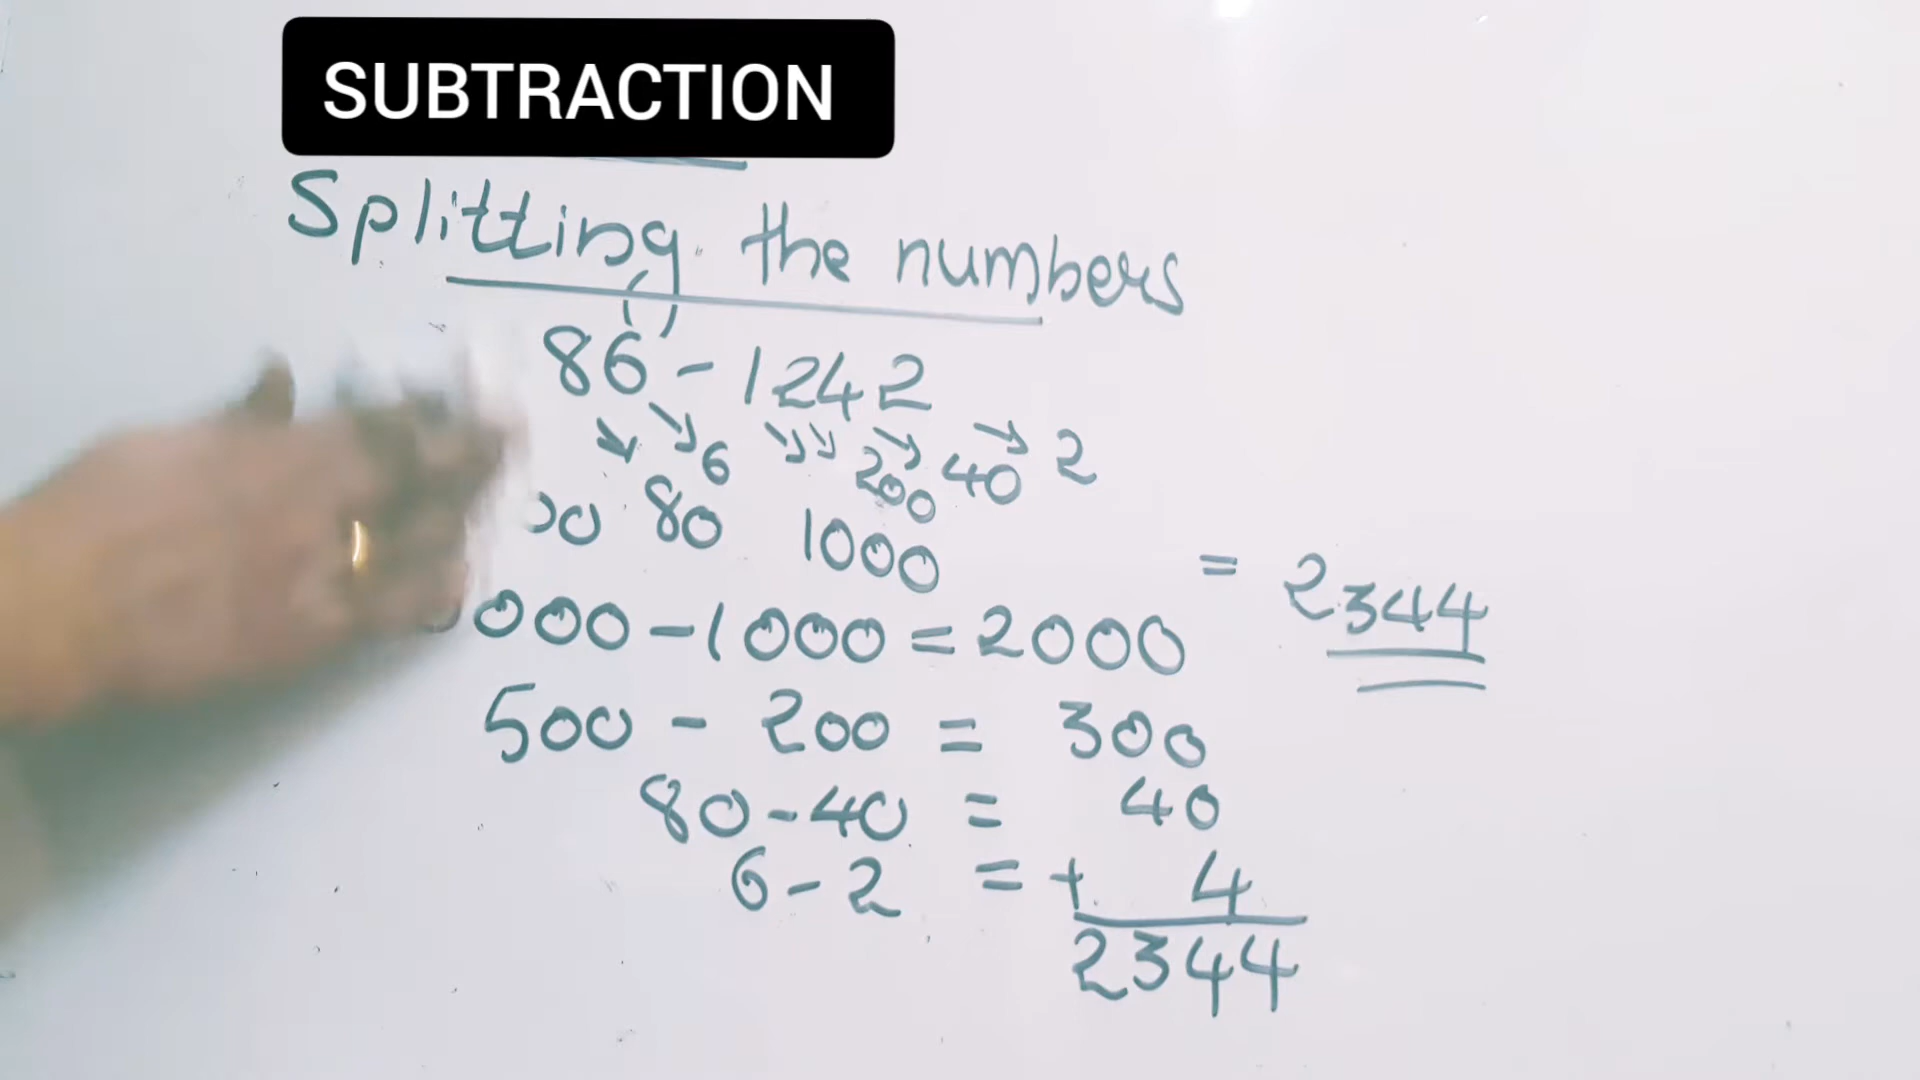 SUBTRACTION
Splitting the numbers
86 - 1242
6 200 40 2
00 80 1000
= 2344
000 - 1000 = 2000
500 - 200 = 300
80 - 40 = 40
6 - 2 = + 4
2344